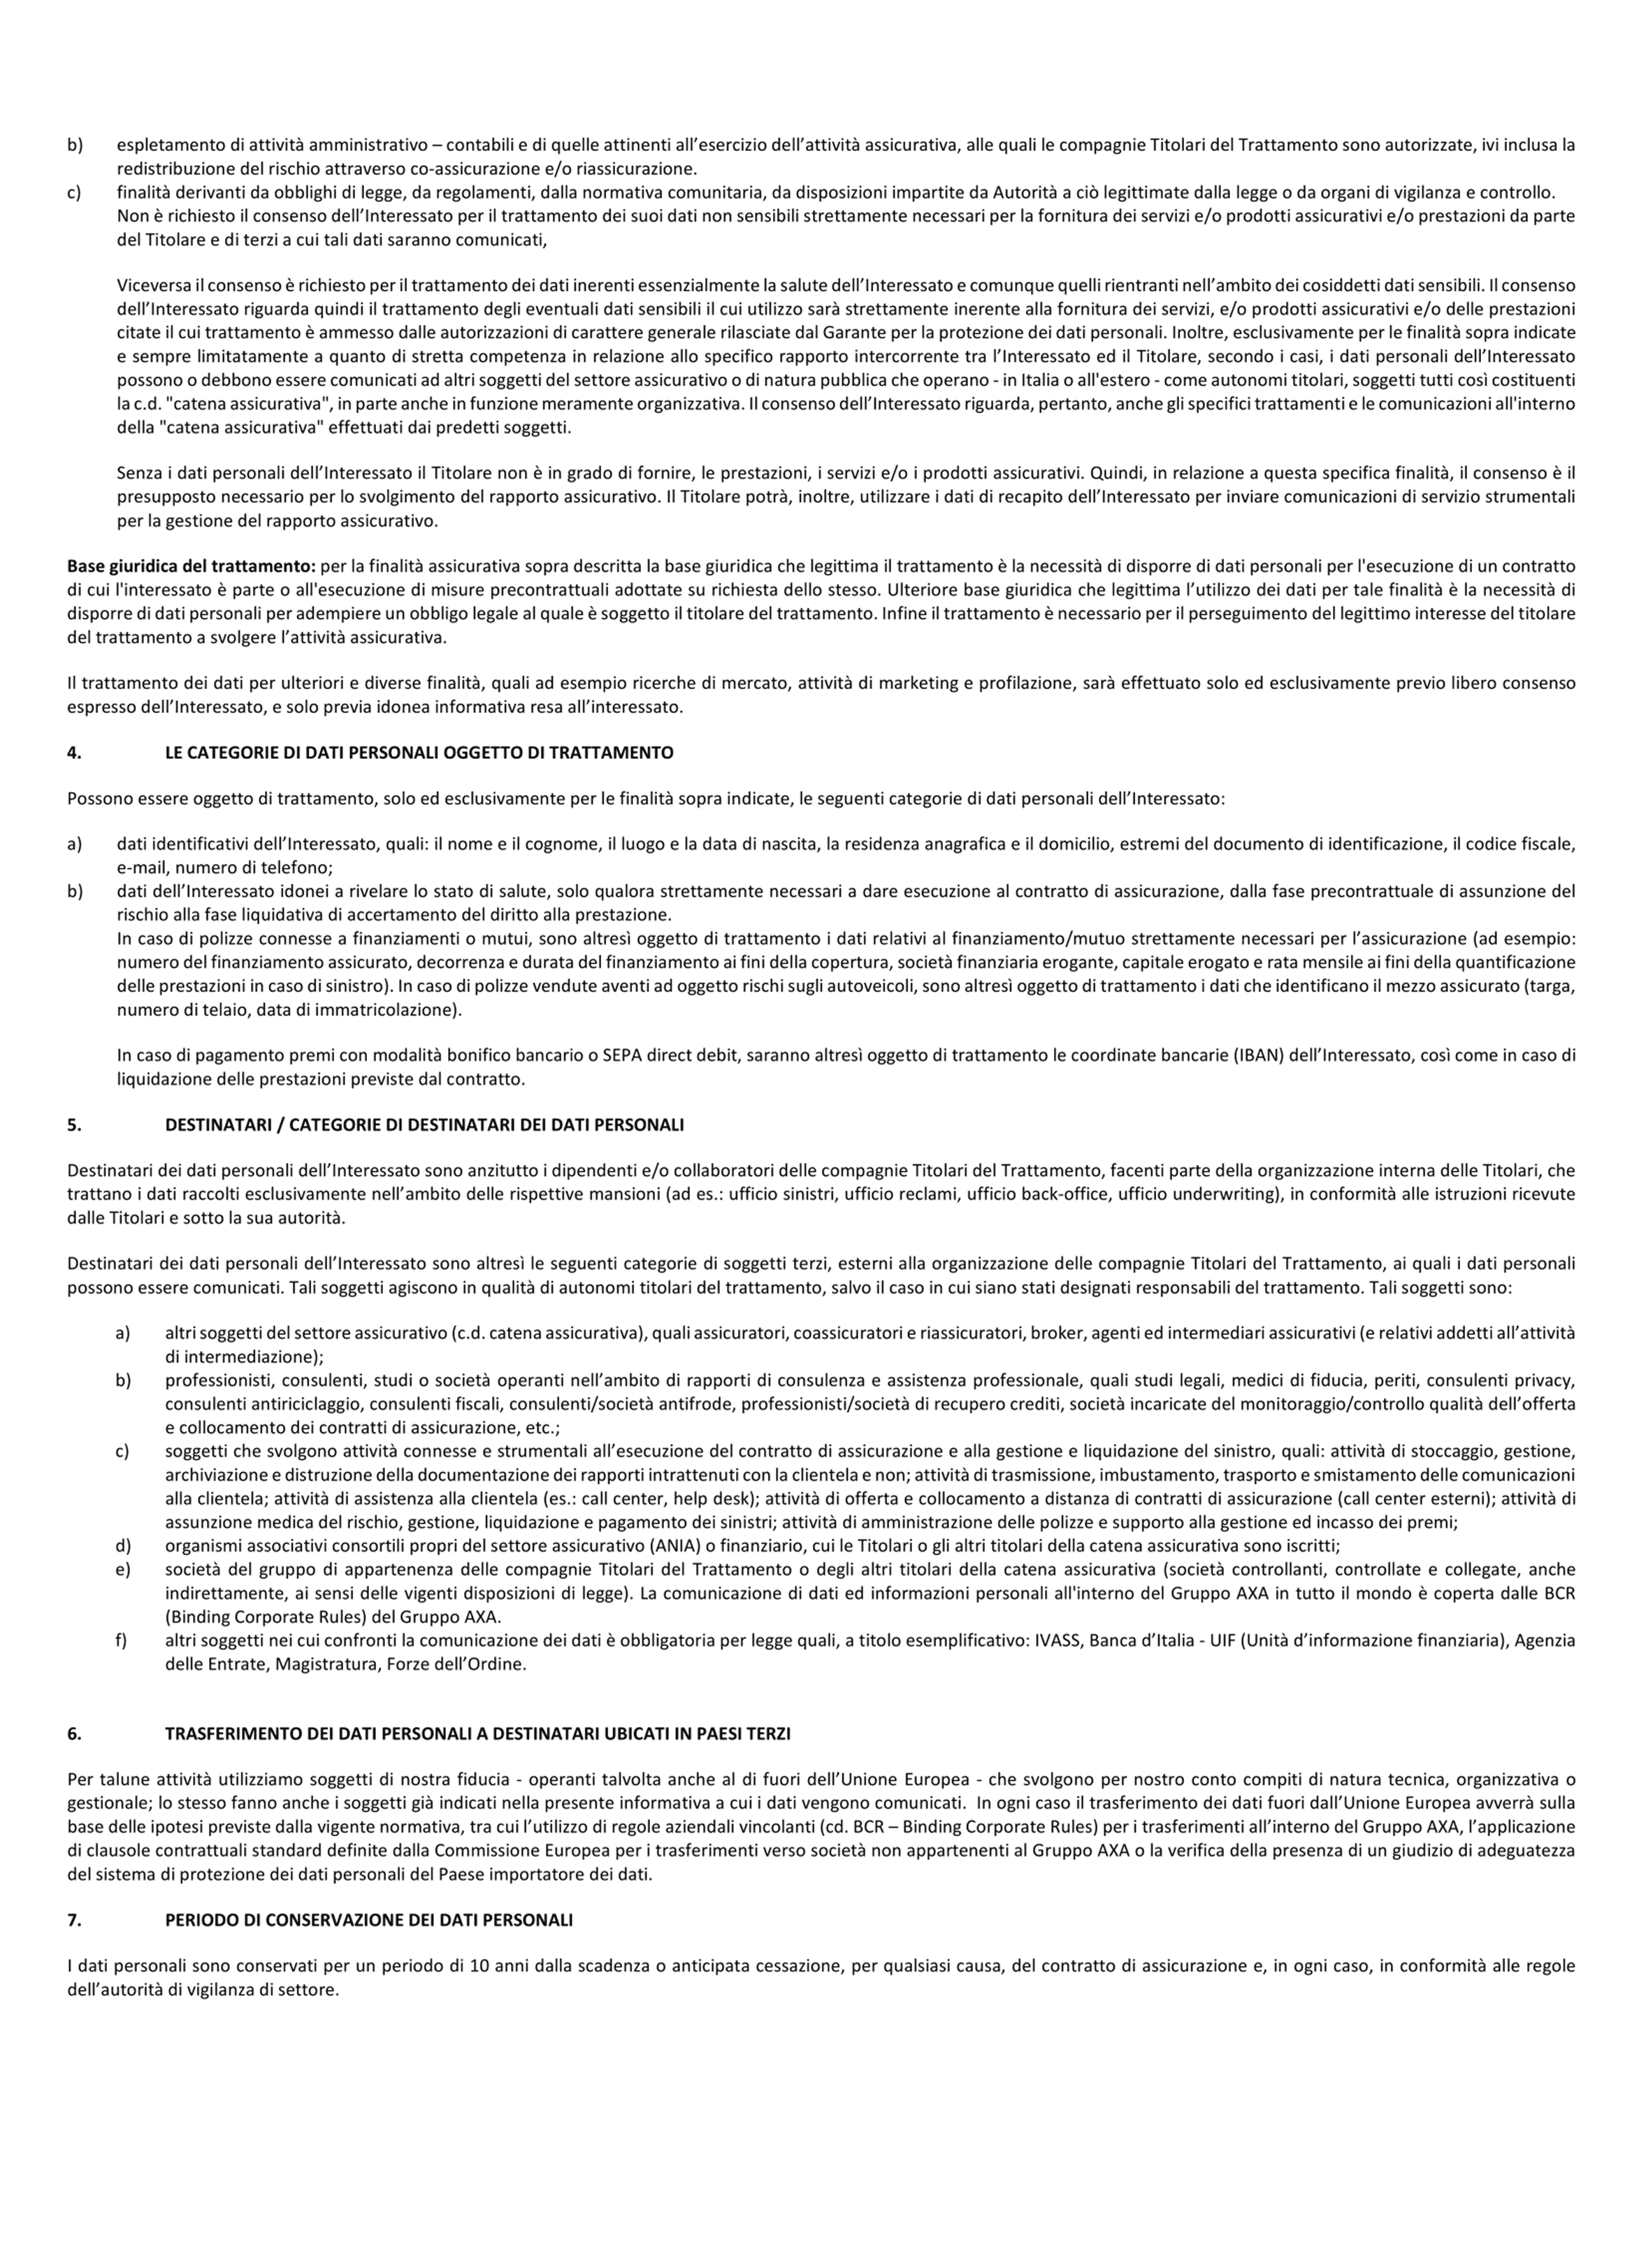 b) espletamento di attività amministrativo – contabili e di quelle attinenti all’esercizio dell’attività assicurativa, alle quali le compagnie Titolari del Trattamento sono autorizzate, ivi inclusa la
redistribuzione del rischio attraverso co-assicurazione e/o riassicurazione.
c) finalità derivanti da obblighi di legge, da regolamenti, dalla normativa comunitaria, da disposizioni impartite da Autorità a ciò legittimate dalla legge o da organi di vigilanza e controllo.
Non è richiesto il consenso dell’Interessato per il trattamento dei suoi dati non sensibili strettamente necessari per la fornitura dei servizi e/o prodotti assicurativi e/o prestazioni da parte
del Titolare e di terzi a cui tali dati saranno comunicati,
Viceversa il consenso è richiesto per il trattamento dei dati inerenti essenzialmente la salute dell’Interessato e comunque quelli rientranti nell’ambito dei cosiddetti dati sensibili. Il consenso
dell’Interessato riguarda quindi il trattamento degli eventuali dati sensibili il cui utilizzo sarà strettamente inerente alla fornitura dei servizi, e/o prodotti assicurativi e/o delle prestazioni
citate il cui trattamento è ammesso dalle autorizzazioni di carattere generale rilasciate dal Garante per la protezione dei dati personali. Inoltre, esclusivamente per le finalità sopra indicate
e sempre limitatamente a quanto di stretta competenza in relazione allo specifico rapporto intercorrente tra l’Interessato ed il Titolare, secondo i casi, i dati personali dell’Interessato
possono o debbono essere comunicati ad altri soggetti del settore assicurativo o di natura pubblica che operano - in Italia o all'estero - come autonomi titolari, soggetti tutti così costituenti
la c.d. "catena assicurativa", in parte anche in funzione meramente organizzativa. Il consenso dell’Interessato riguarda, pertanto, anche gli specifici trattamenti e le comunicazioni all'interno
della "catena assicurativa" effettuati dai predetti soggetti.
Senza i dati personali dell’Interessato il Titolare non è in grado di fornire, le prestazioni, i servizi e/o i prodotti assicurativi. Quindi, in relazione a questa specifica finalità, il consenso è il
presupposto necessario per lo svolgimento del rapporto assicurativo. Il Titolare potrà, inoltre, utilizzare i dati di recapito dell’Interessato per inviare comunicazioni di servizio strumentali
per la gestione del rapporto assicurativo.
Base giuridica del trattamento: per la finalità assicurativa sopra descritta la base giuridica che legittima il trattamento è la necessità di disporre di dati personali per l'esecuzione di un contratto
di cui l'interessato è parte o all'esecuzione di misure precontrattuali adottate su richiesta dello stesso. Ulteriore base giuridica che legittima l’utilizzo dei dati per tale finalità è la necessità di
disporre di dati personali per adempiere un obbligo legale al quale è soggetto il titolare del trattamento. Infine il trattamento è necessario per il perseguimento del legittimo interesse del titolare
del trattamento a svolgere l’attività assicurativa.
Il trattamento dei dati per ulteriori e diverse finalità, quali ad esempio ricerche di mercato, attività di marketing e profilazione, sarà effettuato solo ed esclusivamente previo libero consenso
espresso dell’Interessato, e solo previa idonea informativa resa all’interessato.
4. LE CATEGORIE DI DATI PERSONALI OGGETTO DI TRATTAMENTO
Possono essere oggetto di trattamento, solo ed esclusivamente per le finalità sopra indicate, le seguenti categorie di dati personali dell’Interessato:
a) dati identificativi dell’Interessato, quali: il nome e il cognome, il luogo e la data di nascita, la residenza anagrafica e il domicilio, estremi del documento di identificazione, il codice fiscale,
e-mail, numero di telefono;
b) dati dell’Interessato idonei a rivelare lo stato di salute, solo qualora strettamente necessari a dare esecuzione al contratto di assicurazione, dalla fase precontrattuale di assunzione del
rischio alla fase liquidativa di accertamento del diritto alla prestazione.
In caso di polizze connesse a finanziamenti o mutui, sono altresì oggetto di trattamento i dati relativi al finanziamento/mutuo strettamente necessari per l’assicurazione (ad esempio:
numero del finanziamento assicurato, decorrenza e durata del finanziamento ai fini della copertura, società finanziaria erogante, capitale erogato e rata mensile ai fini della quantificazione
delle prestazioni in caso di sinistro). In caso di polizze vendute aventi ad oggetto rischi sugli autoveicoli, sono altresì oggetto di trattamento i dati che identificano il mezzo assicurato (targa,
numero di telaio, data di immatricolazione).
In caso di pagamento premi con modalità bonifico bancario o SEPA direct debit, saranno altresì oggetto di trattamento le coordinate bancarie (IBAN) dell’Interessato, così come in caso di
liquidazione delle prestazioni previste dal contratto.
5. DESTINATARI / CATEGORIE DI DESTINATARI DEI DATI PERSONALI
Destinatari dei dati personali dell’Interessato sono anzitutto i dipendenti e/o collaboratori delle compagnie Titolari del Trattamento, facenti parte della organizzazione interna delle Titolari, che
trattano i dati raccolti esclusivamente nell’ambito delle rispettive mansioni (ad es.: ufficio sinistri, ufficio reclami, ufficio back-office, ufficio underwriting), in conformità alle istruzioni ricevute
dalle Titolari e sotto la sua autorità.
Destinatari dei dati personali dell’Interessato sono altresì le seguenti categorie di soggetti terzi, esterni alla organizzazione delle compagnie Titolari del Trattamento, ai quali i dati personali
possono essere comunicati. Tali soggetti agiscono in qualità di autonomi titolari del trattamento, salvo il caso in cui siano stati designati responsabili del trattamento. Tali soggetti sono:
a) altri soggetti del settore assicurativo (c.d. catena assicurativa), quali assicuratori, coassicuratori e riassicuratori, broker, agenti ed intermediari assicurativi (e relativi addetti all’attività
di intermediazione);
b) professionisti, consulenti, studi o società operanti nell’ambito di rapporti di consulenza e assistenza professionale, quali studi legali, medici di fiducia, periti, consulenti privacy,
consulenti antiriciclaggio, consulenti fiscali, consulenti/società antifrode, professionisti/società di recupero crediti, società incaricate del monitoraggio/controllo qualità dell’offerta
e collocamento dei contratti di assicurazione, etc.;
c) soggetti che svolgono attività connesse e strumentali all’esecuzione del contratto di assicurazione e alla gestione e liquidazione del sinistro, quali: attività di stoccaggio, gestione,
archiviazione e distruzione della documentazione dei rapporti intrattenuti con la clientela e non; attività di trasmissione, imbustamento, trasporto e smistamento delle comunicazioni
alla clientela; attività di assistenza alla clientela (es.: call center, help desk); attività di offerta e collocamento a distanza di contratti di assicurazione (call center esterni); attività di
assunzione medica del rischio, gestione, liquidazione e pagamento dei sinistri; attività di amministrazione delle polizze e supporto alla gestione ed incasso dei premi;
d) organismi associativi consortili propri del settore assicurativo (ANIA) o finanziario, cui le Titolari o gli altri titolari della catena assicurativa sono iscritti;
e) società del gruppo di appartenenza delle compagnie Titolari del Trattamento o degli altri titolari della catena assicurativa (società controllanti, controllate e collegate, anche
indirettamente, ai sensi delle vigenti disposizioni di legge). La comunicazione di dati ed informazioni personali all'interno del Gruppo AXA in tutto il mondo è coperta dalle BCR
(Binding Corporate Rules) del Gruppo AXA.
f) altri soggetti nei cui confronti la comunicazione dei dati è obbligatoria per legge quali, a titolo esemplificativo: IVASS, Banca d’Italia - UIF (Unità d’informazione finanziaria), Agenzia
delle Entrate, Magistratura, Forze dell’Ordine.
6. TRASFERIMENTO DEI DATI PERSONALI A DESTINATARI UBICATI IN PAESI TERZI
Per talune attività utilizziamo soggetti di nostra fiducia - operanti talvolta anche al di fuori dell’Unione Europea - che svolgono per nostro conto compiti di natura tecnica, organizzativa o
gestionale; lo stesso fanno anche i soggetti già indicati nella presente informativa a cui i dati vengono comunicati. In ogni caso il trasferimento dei dati fuori dall’Unione Europea avverrà sulla
base delle ipotesi previste dalla vigente normativa, tra cui l’utilizzo di regole aziendali vincolanti (cd. BCR – Binding Corporate Rules) per i trasferimenti all’interno del Gruppo AXA, l’applicazione
di clausole contrattuali standard definite dalla Commissione Europea per i trasferimenti verso società non appartenenti al Gruppo AXA o la verifica della presenza di un giudizio di adeguatezza
del sistema di protezione dei dati personali del Paese importatore dei dati.
7. PERIODO DI CONSERVAZIONE DEI DATI PERSONALI
I dati personali sono conservati per un periodo di 10 anni dalla scadenza o anticipata cessazione, per qualsiasi causa, del contratto di assicurazione e, in ogni caso, in conformità alle regole
dell’autorità di vigilanza di settore.